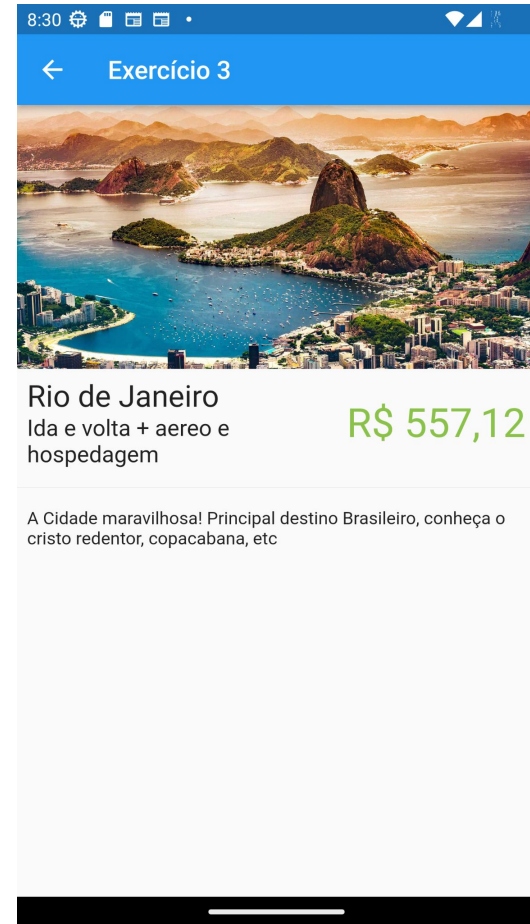 8:30
Exercício 3
Rio de Janeiro
Ida e volta + aereo e
hospedagem
R$ 557,12
A Cidade maravilhosa! Principal destino Brasileiro, conheça o
cristo redentor, copacabana, etc